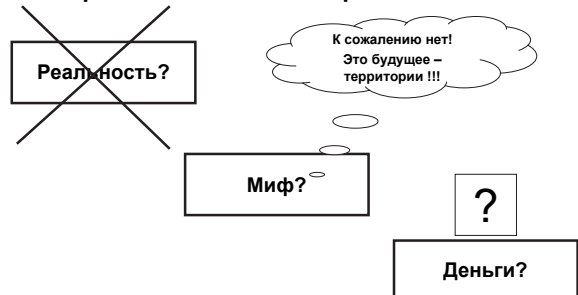 К сожалению нет!
Это будущее –
территории !!!
Реальность?
Миф?
?
Деньги?